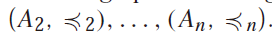 (A₂, ≼₂), . . . , (Aₙ, ≼ₙ).